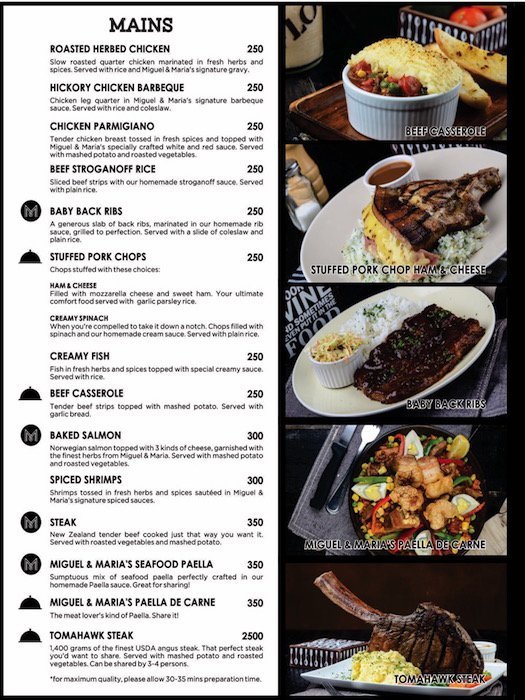 MAINS
ROASTED HERBED CHICKEN 250
Slow roasted quarter chicken marinated in fresh herbs and
spices. Served with rice and Miguel & Maria's signature gravy.
HICKORY CHICKEN BARBEQUE 250
Chicken leg quarter in Miguel & Maria's signature barbeque
sauce. Served with rice and coleslaw.
CHICKEN PARMIGIANO 250
Tender chicken breast tossed in fresh spices and topped with
Miguel & Maria's specially crafted white and red sauce. Served
with mashed potato and roasted vegetables.
BEEF STROGANOFF RICE 250
Sliced beef strips with our homemade stroganoff sauce. Served
with plain rice.
M
BABY BACK RIBS 250
A generous slab of back ribs, marinated in our homemade rib
sauce, grilled to perfection. Served with a slide of coleslaw and
plain rice.
STUFFED PORK CHOPS 250
Chops stuffed with these choices:
HAM & CHEESE
Filled with mozzarella cheese and sweet ham. Your ultimate
comfort food served with garlic parsley rice.
CREAMY SPINACH
When you're compelled to take it down a notch. Chops filled with
spinach and our homemade cream sauce. Served with plain rice.
CREAMY FISH 250
Fish in fresh herbs and spices topped with special creamy sauce.
Served with rice.
BEEF CASSEROLE 250
Tender beef strips topped with mashed potato. Served with
garlic bread.
M
BAKED SALMON 300
Norwegian salmon topped with 3 kinds of cheese, garnished with
the finest herbs from Miguel & Maria. Served with mashed potato
and roasted vegetables.
SPICED SHRIMPS 300
Shrimps tossed in fresh herbs and spices sautéed in Miguel &
Maria's signature spiced sauces.
M
STEAK 350
New Zealand tender beef cooked just that way you want it.
Served with roasted vegetables and mashed potato.
M
MIGUEL & MARIA'S SEAFOOD PAELLA 350
Sumptuous mix of seafood paella perfectly crafted in our
homemade Paella sauce. Great for sharing!
MIGUEL & MARIA'S PAELLA DE CARNE 350
The meat lover's kind of Paella. Share it!
TOMAHAWK STEAK 2500
1,400 grams of the finest USDA angus steak. That perfect steak
you'd want to share. Served with mashed potato and roasted
vegetables. Can be shared by 3-4 persons.
*for maximum quality, please allow 30-35 mins preparation time.
LO
BEEF CASSEROLE
STUFFED PORK CHOP HAM & CHEESE
WINE
AND SOMETIMES
FOOD
BABY BACK RIBS
MIGUEL & MARIA'S PAELLA DE CARNE
TOMAHAWK STEAK